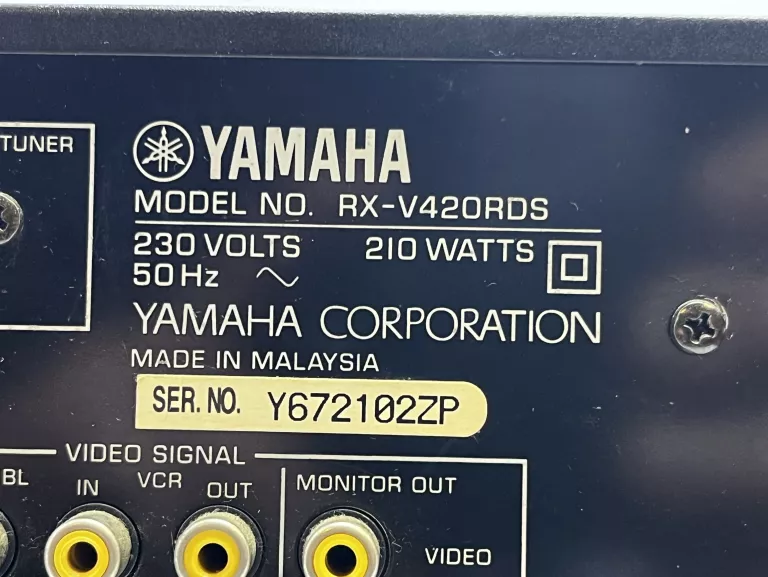 TUNER
YAMAHA
MODEL NO. RX-V420RDS
230 VOLTS 210 WATTS
50Hz ~
YAMAHA CORPORATION
MADE IN MALAYSIA
SER. NO. Y672102ZP
VIDEO SIGNAL
BL IN VCR OUT MONITOR OUT
VIDEO